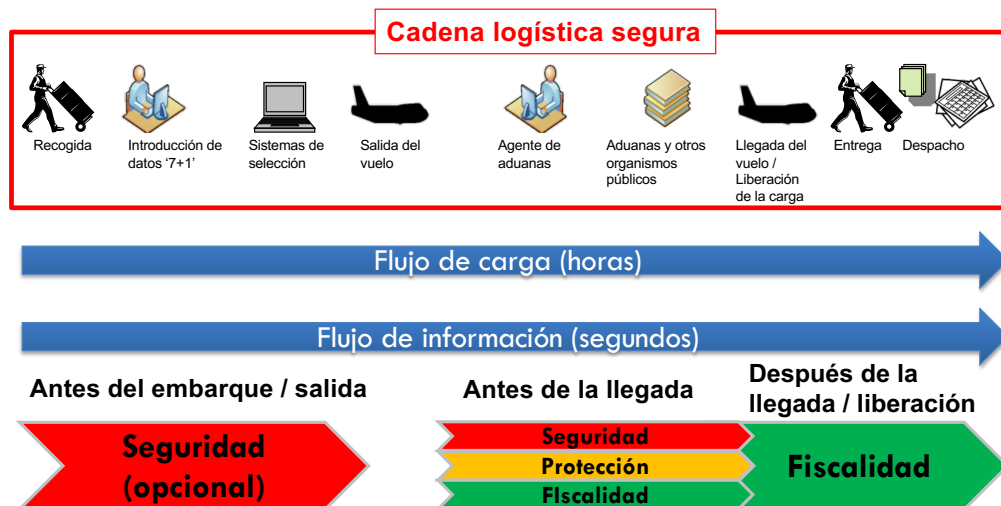 Cadena logística segura
Recogida
Introducción de
datos ‘7+1’
Sistemas de
selección
Salida del
vuelo
Agente de
aduanas
Aduanas y otros
organismos
públicos
Llegada del
vuelo /
Liberación
de la carga
Entrega
Despacho
Flujo de carga (horas)
Flujo de información (segundos)
Antes del embarque / salida
Antes de la llegada
Después de la
llegada / liberación
Seguridad
(opcional)
Seguridad
Protección
FIscalidad
Fiscalidad